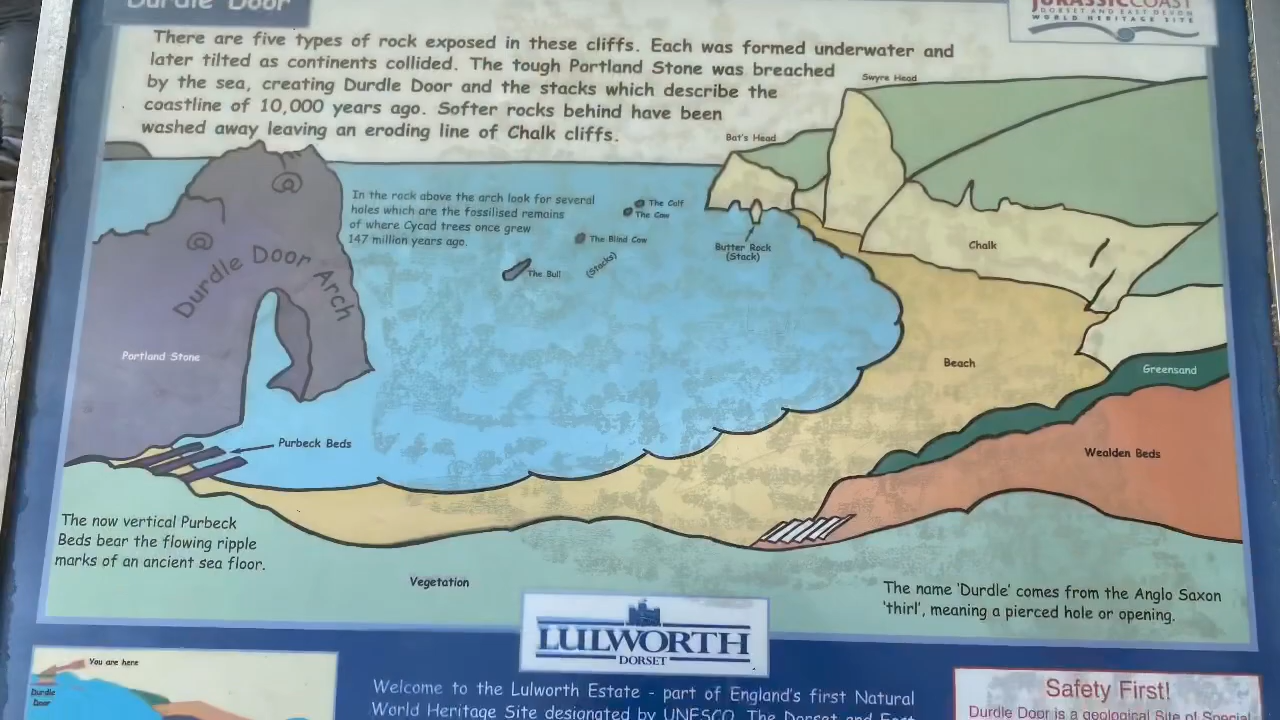 Durdle Door
JURASSIC COAST
DORSET AND EAST DEVON
WORLD HERITAGE SITE
There are five types of rock exposed in these cliffs. Each was formed underwater and
later tilted as continents collided. The tough Portland Stone was breached
by the sea, creating Durdle Door and the stacks which describe the
coastline of 10,000 years ago. Softer rocks behind have been
washed away leaving an eroding line of Chalk cliffs.
Swyre Head
Bat's Head
In the rock above the arch look for several
holes which are the fossilised remains
of where Cycad trees once grew
147 million years ago.
The Calf
The Cow
The Blind Cow
The Bull
(Stacks)
Butter Rock
(Stack)
Chalk
Durdle Door Arch
Portland Stone
Beach
Greensand
Purbeck Beds
Wealden Beds
The now vertical Purbeck
Beds bear the flowing ripple
marks of an ancient sea floor.
Vegetation
The name 'Durdle' comes from the Anglo Saxon
'thirl', meaning a pierced hole or opening.
LULWORTH
DORSET
You are here
Durdle
Door
Welcome to the Lulworth Estate - part of England's first Natural
World Heritage Site designated by UNESCO. The Dorset and East
Safety First!
Durdle Door is a geological Site of Special